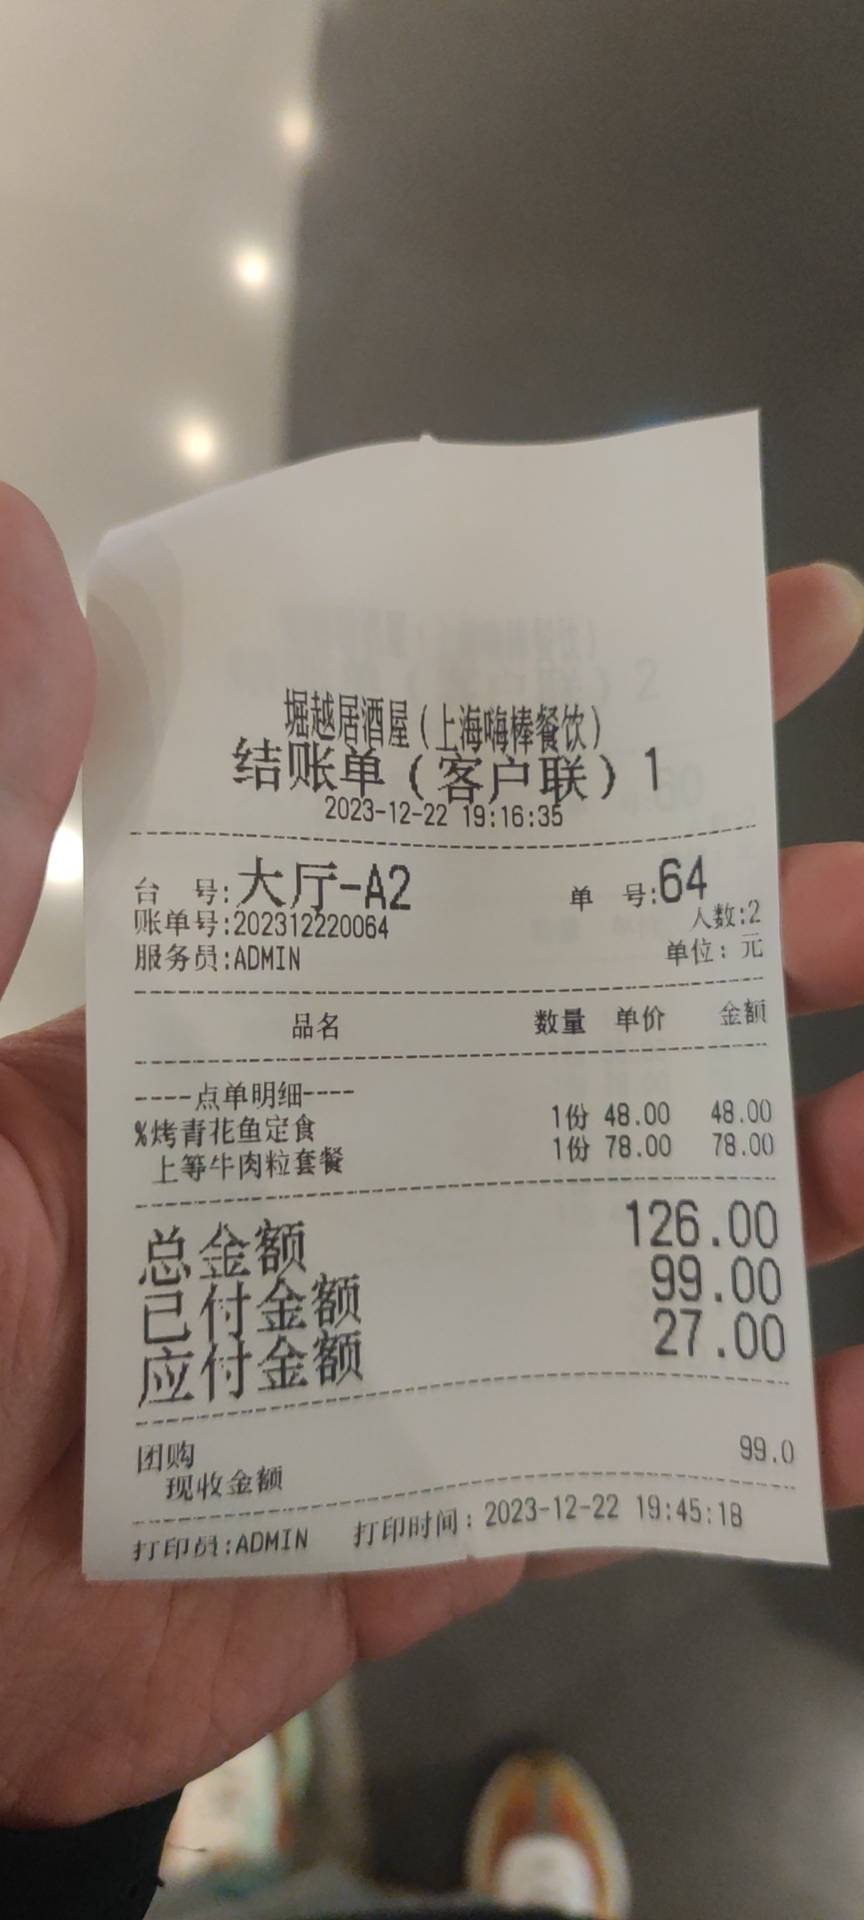 堀越居酒屋(上海嗨棒餐饮)
结账单(客户联)1
2023-12-22 19:16:35
台 号:大厅-A2 单 号:64
账单号:202312220064 人数:2
服务员:ADMIN 单位: 元
品名 数量 单价 金额
----点单明细----
%烤青花鱼定食 1份 48.00 48.00
上等牛肉粒套餐 1份 78.00 78.00
总金额 126.00
已付金额 99.00
应付金额 27.00
团购 99.0
现收金额
打印员:ADMIN 打印时间: 2023-12-22 19:45:18